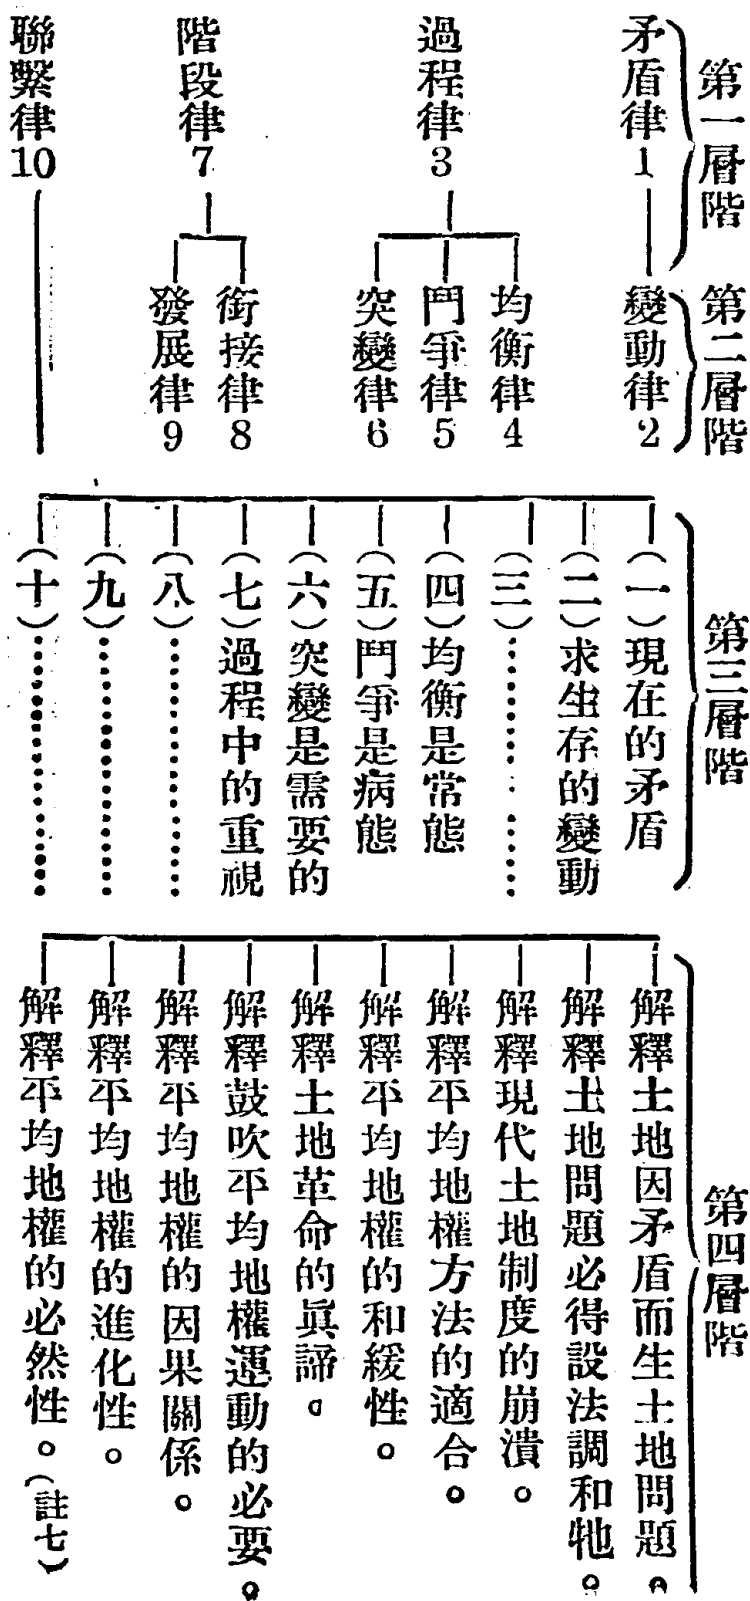 第一層階
矛盾律1
過程律3
階段律7
聯繫律10
第二層階
變動律2
均衡律4
鬥爭律5
突變律6
銜接律8
發展律9
第三層階
（一）現在的矛盾
（二）求生存的變動
（三）……………
（四）均衡是常態
（五）鬥爭是病態
（六）突變是需要的
（七）過程中的重視
（八）……………
（九）……………
（十）……………
第四層階
解釋土地因矛盾而生土地問題。
解釋土地問題必得設法調和牠。
解釋現代土地制度的崩潰。
解釋平均地權方法的適合。
解釋平均地權的和緩性。
解釋土地革命的眞諦。
解釋鼓吹平均地權運動的必要。
解釋平均地權的因果關係。
解釋平均地權的進化性。
解釋平均地權的必然性。（註七）